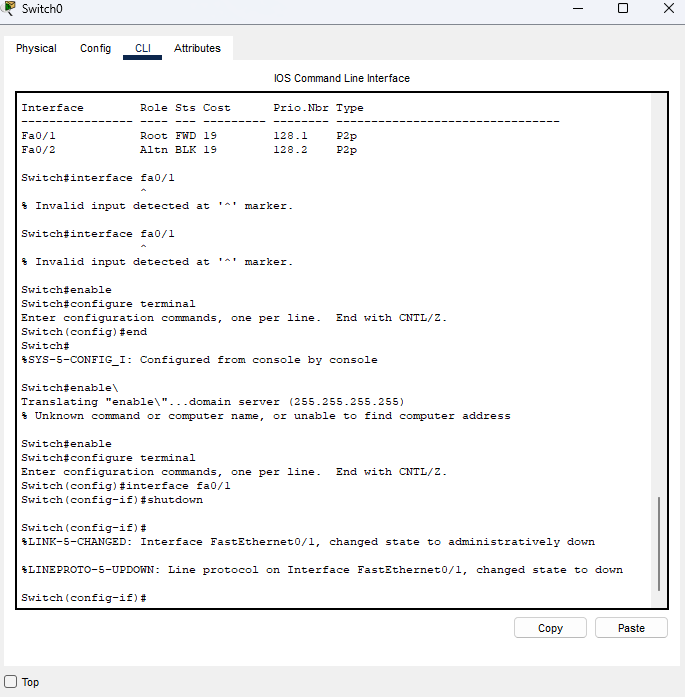 Switch0
Physical Config CLI Attributes
IOS Command Line Interface
Interface        Role Sts Cost      Prio.Nbr Type
---------------- ---- --- --------- -------- --------------------------------
Fa0/1            Root FWD 19        128.1    P2p
Fa0/2            Altn BLK 19        128.2    P2p
Switch#interface fa0/1
^
% Invalid input detected at '^' marker.
Switch#interface fa0/1
^
% Invalid input detected at '^' marker.
Switch#enable
Switch#configure terminal
Enter configuration commands, one per line.  End with CNTL/Z.
Switch(config)#end
Switch#
%SYS-5-CONFIG_I: Configured from console by console
Switch#enable\
Translating "enable\"...domain server (255.255.255.255)
% Unknown command or computer name, or unable to find computer address
Switch#enable
Switch#configure terminal
Enter configuration commands, one per line.  End with CNTL/Z.
Switch(config)#interface fa0/1
Switch(config-if)#shutdown
Switch(config-if)#
%LINK-5-CHANGED: Interface FastEthernet0/1, changed state to administratively down
%LINEPROTO-5-UPDOWN: Line protocol on Interface FastEthernet0/1, changed state to down
Switch(config-if)#
Copy Paste
Top